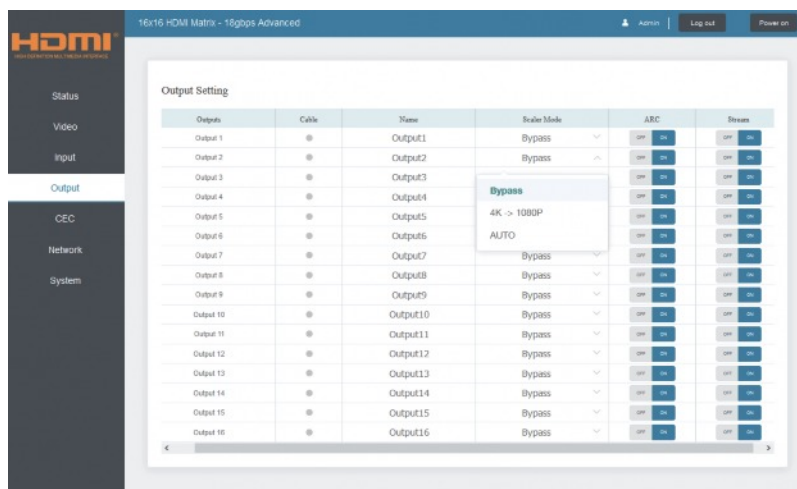 16x16 HDMI Matrix - 18gbps Advanced
Admin
Log out
Power on
HDMI
HIGH-DEFINITION MULTIMEDIA INTERFACE
Status
Video
Input
Output
CEC
Network
System
Output Setting
Outputs Cable Name Scaler Mode ARC Stream
Output 1 Output1 Bypass OFF ON OFF ON
Output 2 Output2 Bypass OFF ON OFF ON
Output 3 Output3 OFF ON OFF ON
Bypass
Output 4 Output4 OFF ON OFF ON
4K -> 1080P
Output 5 Output5 OFF ON OFF ON
AUTO
Output 6 Output6 OFF ON OFF ON
Output 7 Output7 Bypass OFF ON OFF ON
Output 8 Output8 Bypass OFF ON OFF ON
Output 9 Output9 Bypass OFF ON OFF ON
Output 10 Output10 Bypass OFF ON OFF ON
Output 11 Output11 Bypass OFF ON OFF ON
Output 12 Output12 Bypass OFF ON OFF ON
Output 13 Output13 Bypass OFF ON OFF ON
Output 14 Output14 Bypass OFF ON OFF ON
Output 15 Output15 Bypass OFF ON OFF ON
Output 16 Output16 Bypass OFF ON OFF ON